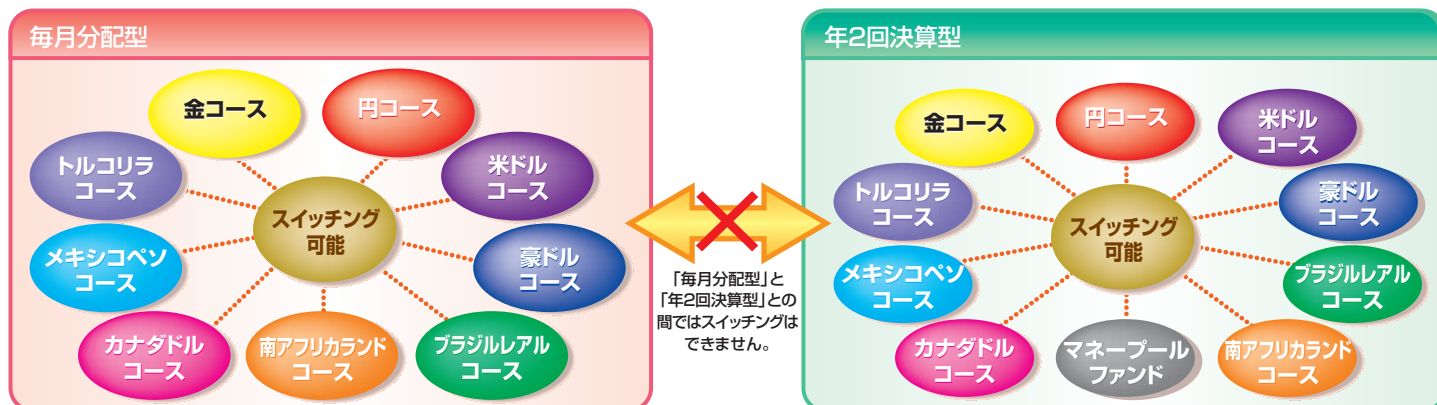 毎月分配型
金コース
円コース
トルコリラ
コース
米ドル
コース
スイッチング
可能
メキシコペソ
コース
豪ドル
コース
カナダドル
コース
南アフリカランド
コース
ブラジルレアル
コース
「毎月分配型」と
「年2回決算型」との
間ではスイッチングは
できません。
年2回決算型
金コース
円コース
米ドル
コース
トルコリラ
コース
豪ドル
コース
スイッチング
可能
メキシコペソ
コース
ブラジルレアル
コース
カナダドル
コース
マネープール
ファンド
南アフリカランド
コース